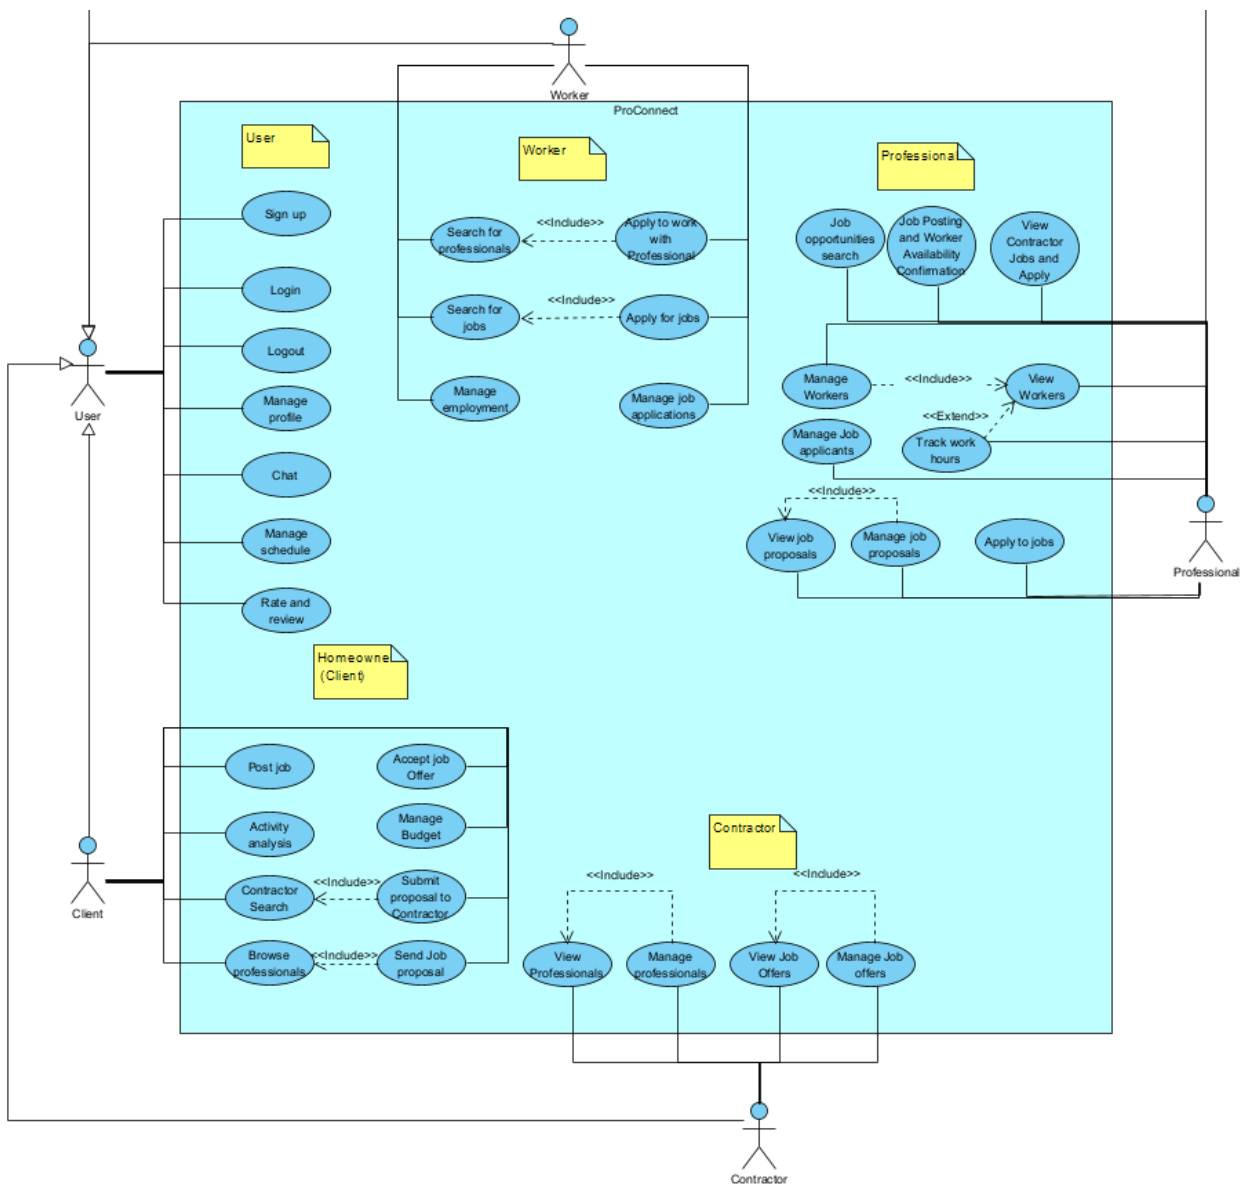 Worker
ProConnect
User
Worker
Professional
Sign up
Login
Logout
Manage
profile
Chat
Manage
schedule
Rate and
review
User
Search for
professionals
<<Include>>
Apply to work
with
Professional
Search for
jobs
<<Include>>
Apply for jobs
Manage
employment
Manage job
applications
Job
opportunities
search
Job Posting
and Worker
Availability
Confirmation
View
Contractor
Jobs and
Apply
Manage
Workers
<<Include>>
View
Workers
<<Extend>>
Manage Job
applicants
Track work
hours
<<Include>>
View job
proposals
Manage job
proposals
Apply to jobs
Professional
Homeowne
(Client)
Post job
Accept job
Offer
Activity
analysis
Manage
Budget
Contractor
Search
<<Include>>
Submit
proposal to
Contractor
Browse
professionals
<<Include>>
Send Job
proposal
Client
Contractor
<<Include>>
<<Include>>
View
Professionals
Manage
professionals
View Job
Offers
Manage Job
offers
Contractor